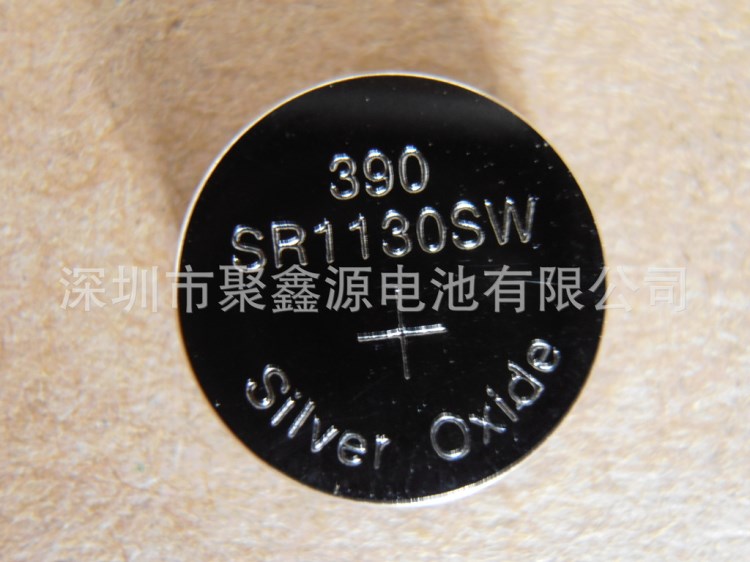 390
SR1130SW
深圳市聚鑫源电池有限公司
+
Silver Oxide